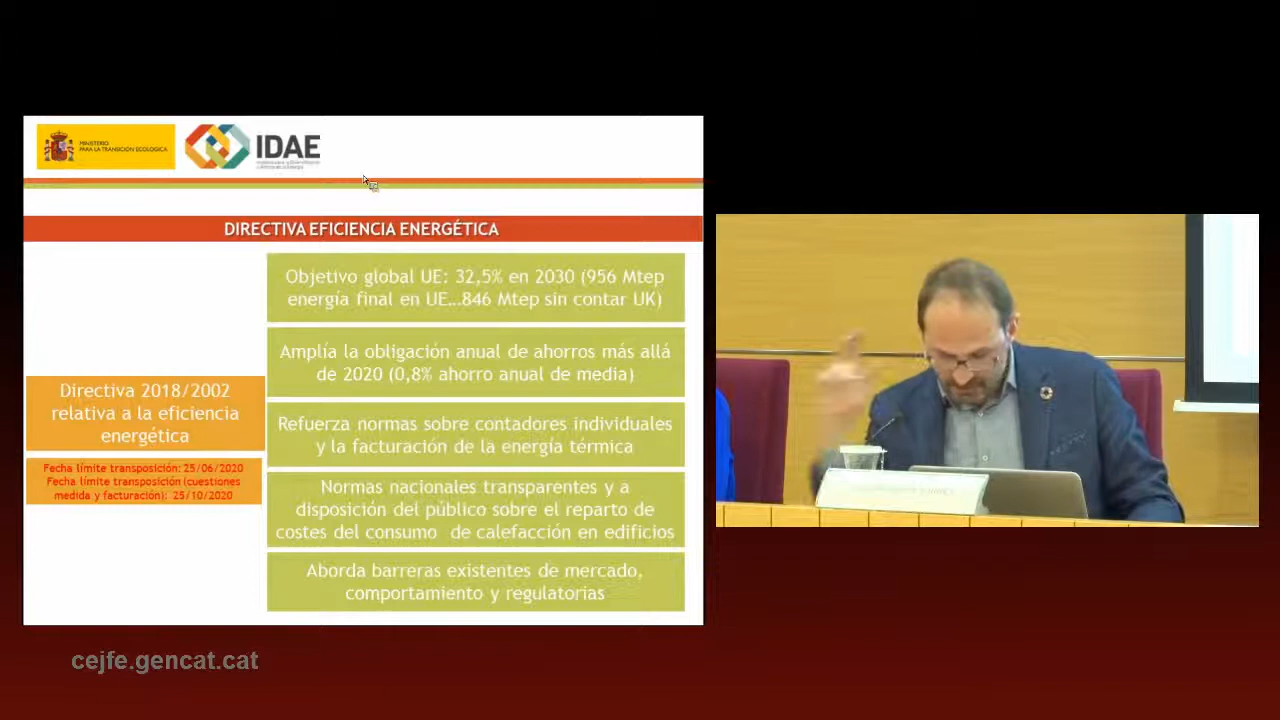 MINISTERIO
PARA LA TRANSICIÓN ECOLÓGICA
IDAE
DIRECTIVA EFICIENCIA ENERGÉTICA
Objetivo global UE: 32,5% en 2030 (956 Mtep
energía final en UE…846 Mtep sin contar UK)
Amplía la obligación anual de ahorros más allá
de 2020 (0,8% ahorro anual de media)
Directiva 2018/2002
relativa a la eficiencia
energética
Fecha límite transposición: 25/06/2020
Fecha límite transposición (cuestiones
medida y facturación):  25/10/2020
Refuerza normas sobre contadores individuales
y la facturación de la energía térmica
Normas nacionales transparentes y a
disposición del público sobre el reparto de
costes del consumo  de calefacción en edificios
Aborda barreras existentes de mercado,
comportamiento y regulatorias
cejfe.gencat.cat